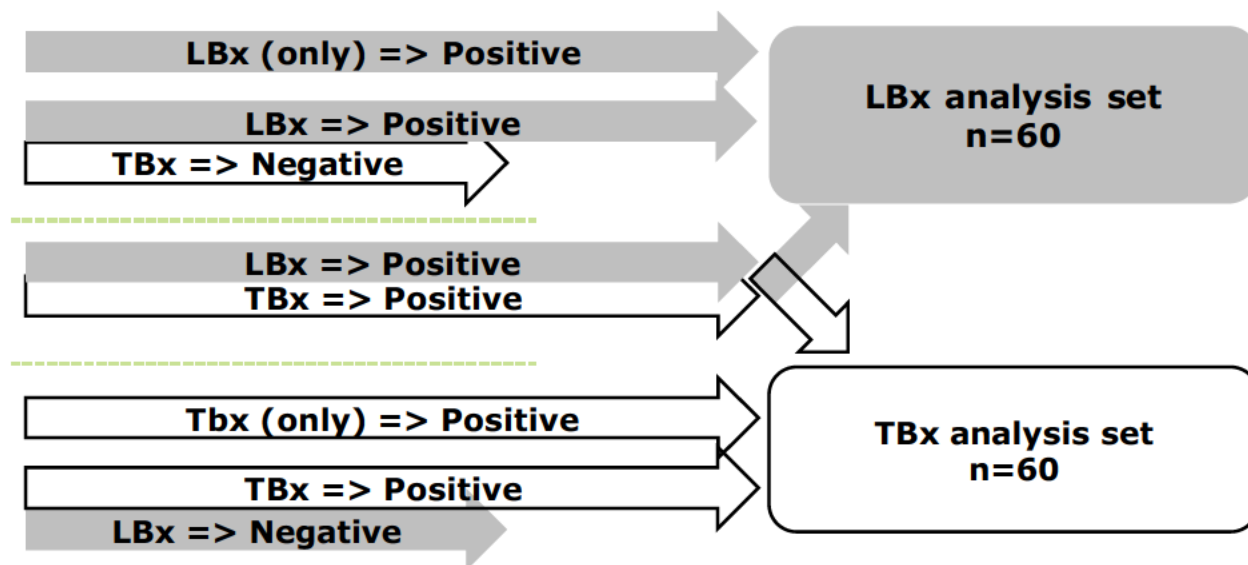 LBx (only) => Positive
LBx => Positive
TBx => Negative
LBx analysis set
n=60
LBx => Positive
TBx => Positive
Tbx (only) => Positive
TBx => Positive
LBx => Negative
TBx analysis set
n=60